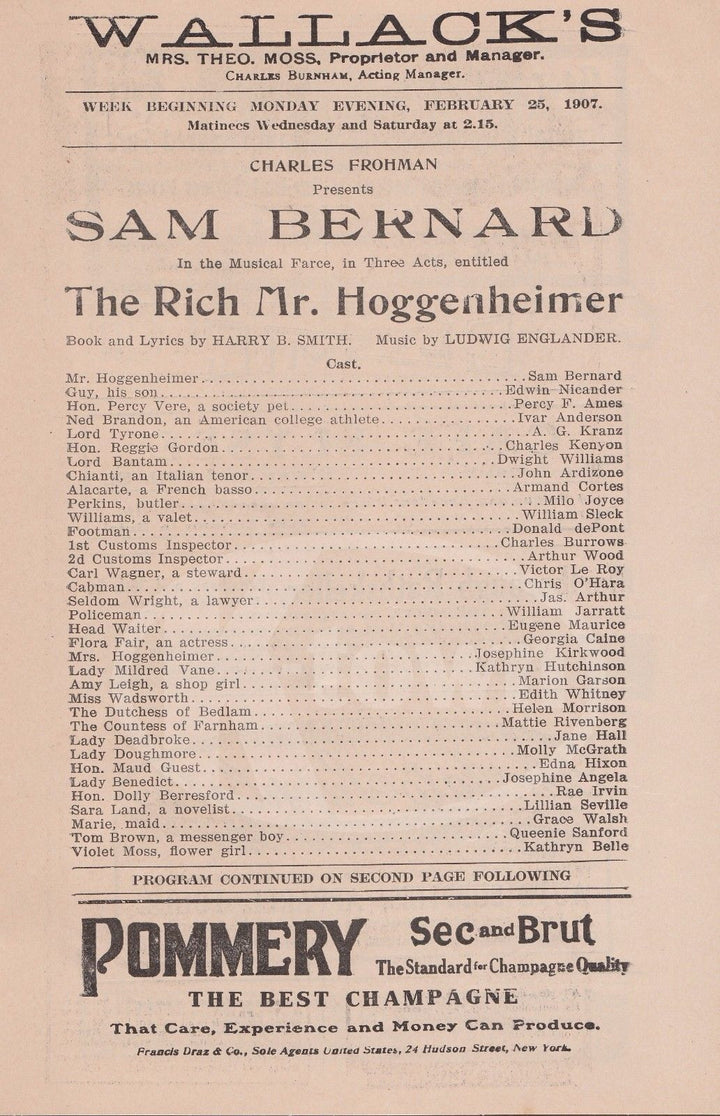 WALLACK'S
MRS. THEO. MOSS, Proprietor and Manager.
CHARLES BURNHAM, Acting Manager.
WEEK BEGINNING MONDAY EVENING, FEBRUARY 25, 1907.
Matinees Wednesday and Saturday at 2.15.
CHARLES FROHMAN
Presents
SAM BERNARD
In the Musical Farce, in Three Acts, entitled
The Rich Mr. Hoggenheimer
Book and Lyrics by HARRY B. SMITH. Music by LUDWIG ENGLANDER.
Cast.
Mr. Hoggenheimer Sam Bernard
Guy, his son Edwin Nicander
Hon. Percy Vere, a society pet Percy F. Ames
Ned Brandon, an American college athlete Ivar Anderson
Lord Tyrone A. G. Kranz
Hon. Reggie Gordon Charles Kenyon
Lord Bantam Dwight Williams
Chianti, an Italian tenor John Ardizone
Alacarte, a French basso Armand Cortes
Perkins, butler Milo Joyce
Williams, a valet William Sleck
Footman Donald dePont
1st Customs Inspector Charles Burrows
2d Customs Inspector Arthur Wood
Carl Wagner, a steward Victor Le Roy
Cabman Chris O'Hara
Seldom Wright, a lawyer Jas. Arthur
Policeman William Jarratt
Head Waiter Eugene Maurice
Flora Fair, an actress Georgia Caine
Mrs. Hoggenheimer Josephine Kirkwood
Lady Mildred Vane Kathryn Hutchinson
Amy Leigh, a shop girl Marion Garson
Miss Wadsworth Edith Whitney
The Dutchess of Bedlam Helen Morrison
The Countess of Farnham Mattie Rivenberg
Lady Deadbroke Jane Hall
Lady Doughmore Molly McGrath
Hon. Maud Guest Edna Hixon
Lady Benedict Josephine Angela
Hon. Dolly Berresford Rae Irvin
Sara Land, a novelist Lillian Seville
Marie, maid Grace Walsh
Tom Brown, a messenger boy Queenie Sanford
Violet Moss, flower girl Kathryn Belle
PROGRAM CONTINUED ON SECOND PAGE FOLLOWING
POMMERY Sec and Brut
The Standard for Champagne Quality
THE BEST CHAMPAGNE
That Care, Experience and Money Can Produce.
Francis Draz & Co., Sole Agents United States, 24 Hudson Street, New York.